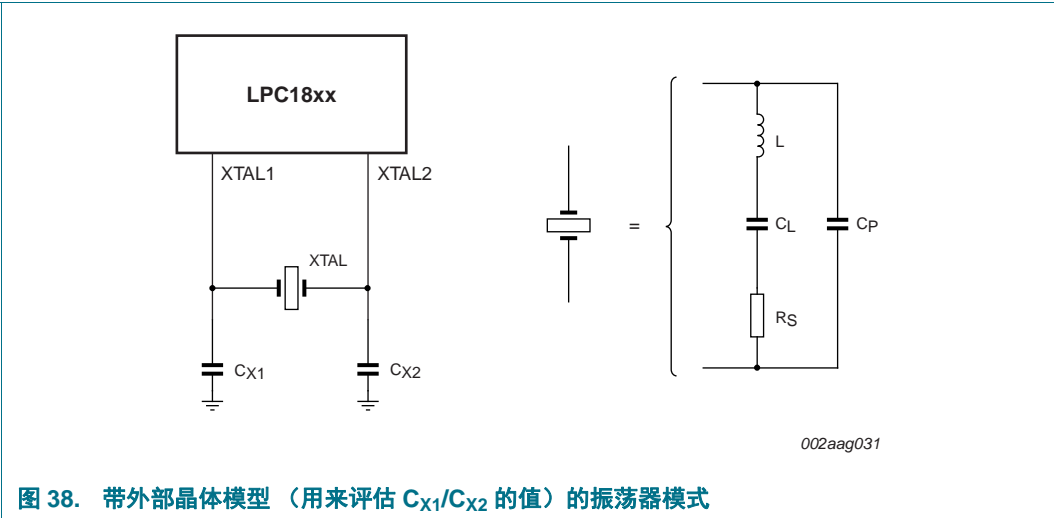 LPC18xx
XTAL1
XTAL2
XTAL
CX1
CX2
=
L
CL
CP
RS
002aag031
图 38. 带外部晶体模型 （用来评估 CX1/CX2 的值）的振荡器模式